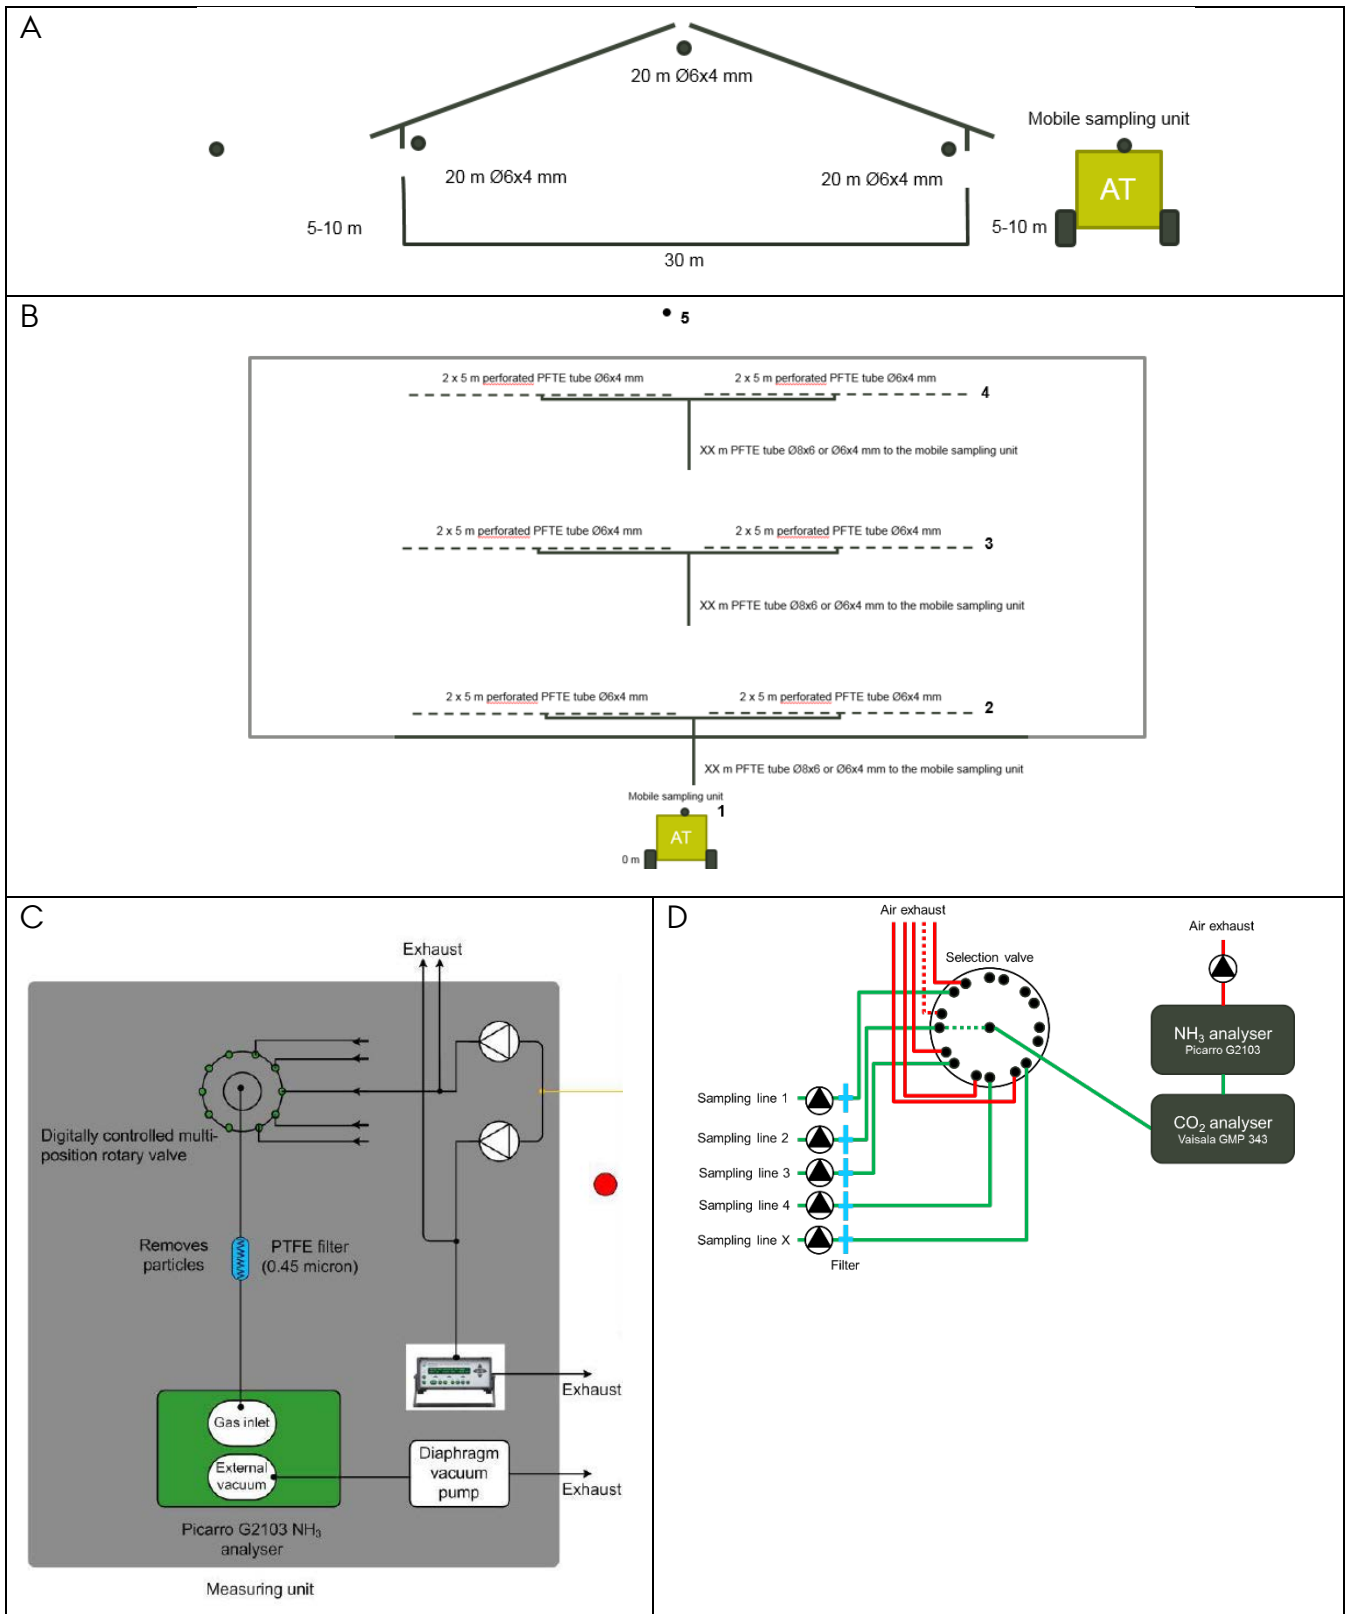 A
20 m Ø6x4 mm
Mobile sampling unit
20 m Ø6x4 mm
20 m Ø6x4 mm
AT
5-10 m
5-10 m
30 m
B
5
2 x 5 m perforated PFTE tube Ø6x4 mm
2 x 5 m perforated PFTE tube Ø6x4 mm
4
XX m PFTE tube Ø8x6 or Ø6x4 mm to the mobile sampling unit
2 x 5 m perforated PFTE tube Ø6x4 mm
2 x 5 m perforated PFTE tube Ø6x4 mm
3
XX m PFTE tube Ø8x6 or Ø6x4 mm to the mobile sampling unit
2 x 5 m perforated PFTE tube Ø6x4 mm
2 x 5 m perforated PFTE tube Ø6x4 mm
2
XX m PFTE tube Ø8x6 or Ø6x4 mm to the mobile sampling unit
Mobile sampling unit
1
AT
0 m
C
Exhaust
Digitally controlled multi-
position rotary valve
Removes
particles
PTFE filter
(0.45 micron)
Exhaust
Gas inlet
External
vacuum
Diaphragm
vacuum
pump
Exhaust
Picarro G2103 NH₃
analyser
Measuring unit
D
Air exhaust
Air exhaust
Selection valve
NH₃ analyser
Picarro G2103
CO₂ analyser
Vaisala GMP 343
Sampling line 1
Sampling line 2
Sampling line 3
Sampling line 4
Sampling line X
Filter